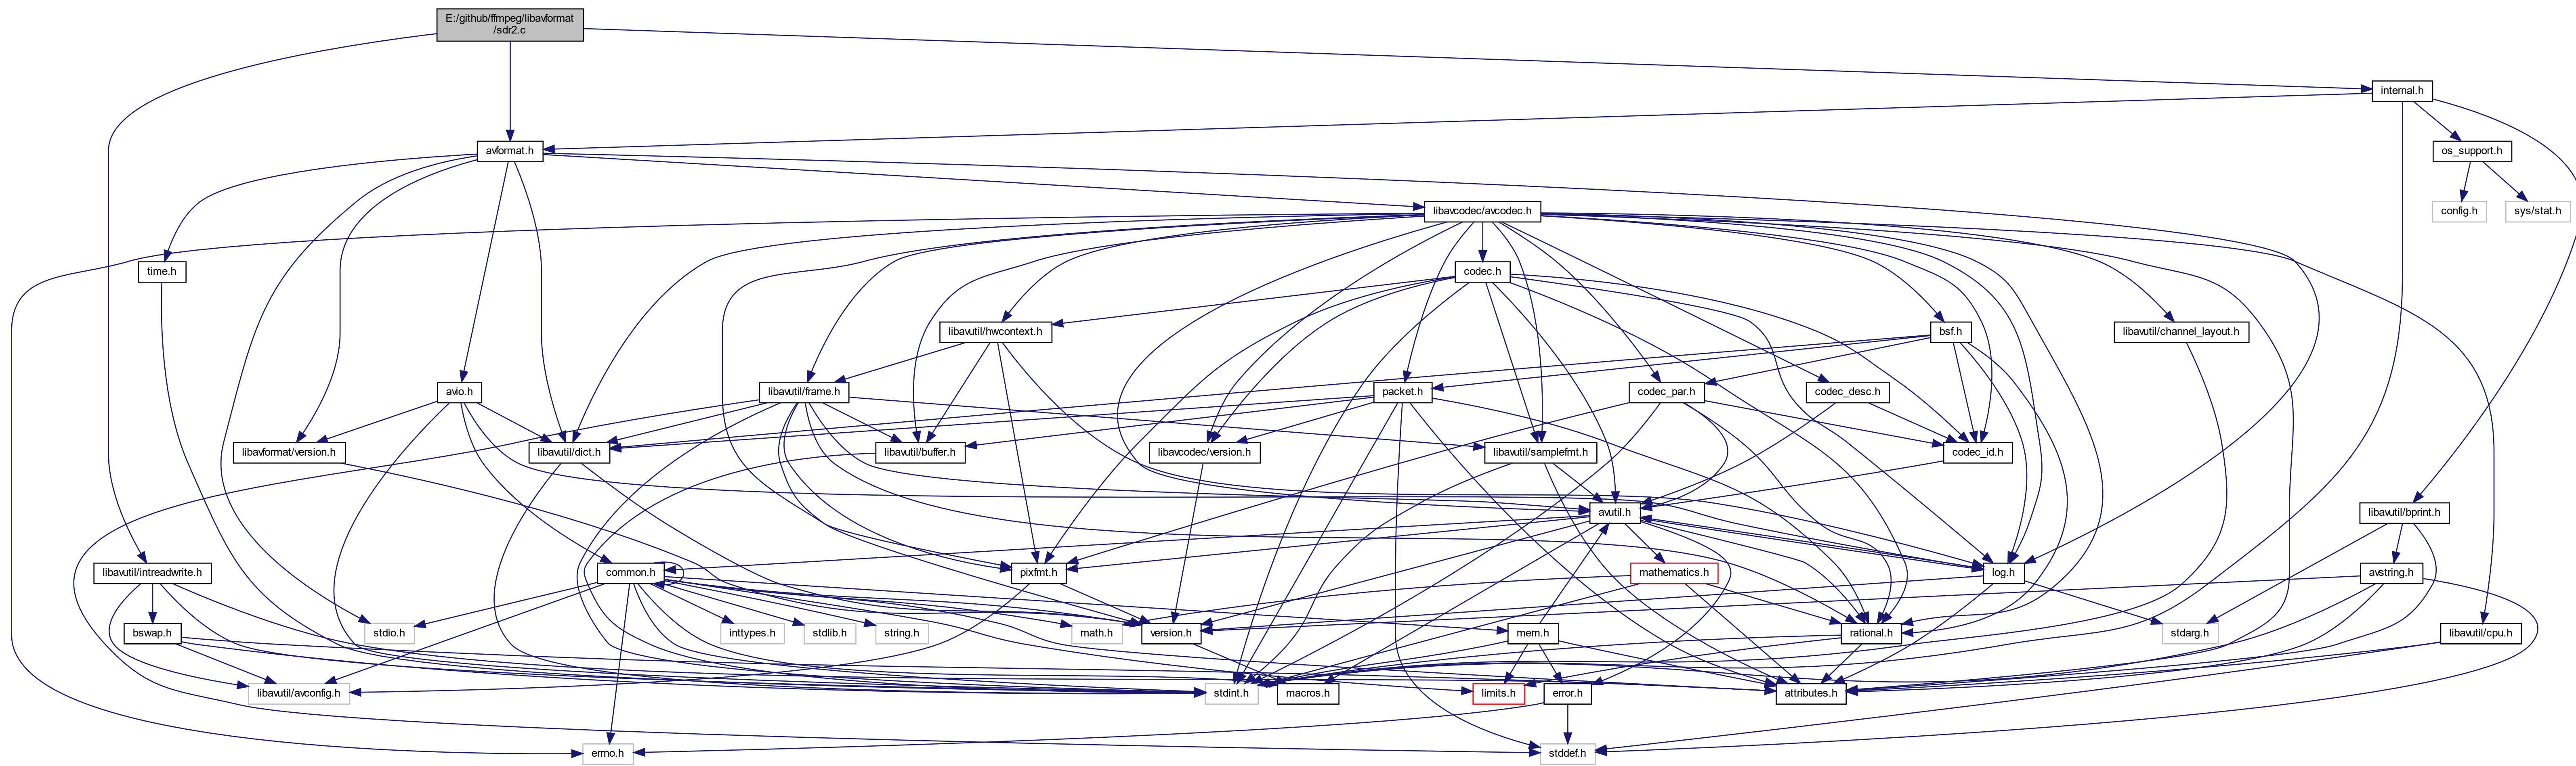 E:/github/ffmpeg/libavformat
/sdr2.c
internal.h
avformat.h
os_support.h
libavcodec/avcodec.h
config.h
sys/stat.h
time.h
codec.h
libavutil/hwcontext.h
bsf.h
libavutil/channel_layout.h
avio.h
libavutil/frame.h
packet.h
codec_par.h
codec_desc.h
libavformat/version.h
libavutil/dict.h
libavutil/buffer.h
libavcodec/version.h
libavutil/samplefmt.h
codec_id.h
avutil.h
libavutil/bprint.h
libavutil/intreadwrite.h
common.h
pixfmt.h
mathematics.h
log.h
avstring.h
bswap.h
stdio.h
inttypes.h
stdlib.h
string.h
math.h
version.h
mem.h
rational.h
stdarg.h
libavutil/cpu.h
libavutil/avconfig.h
stdint.h
macros.h
limits.h
error.h
attributes.h
errno.h
stddef.h